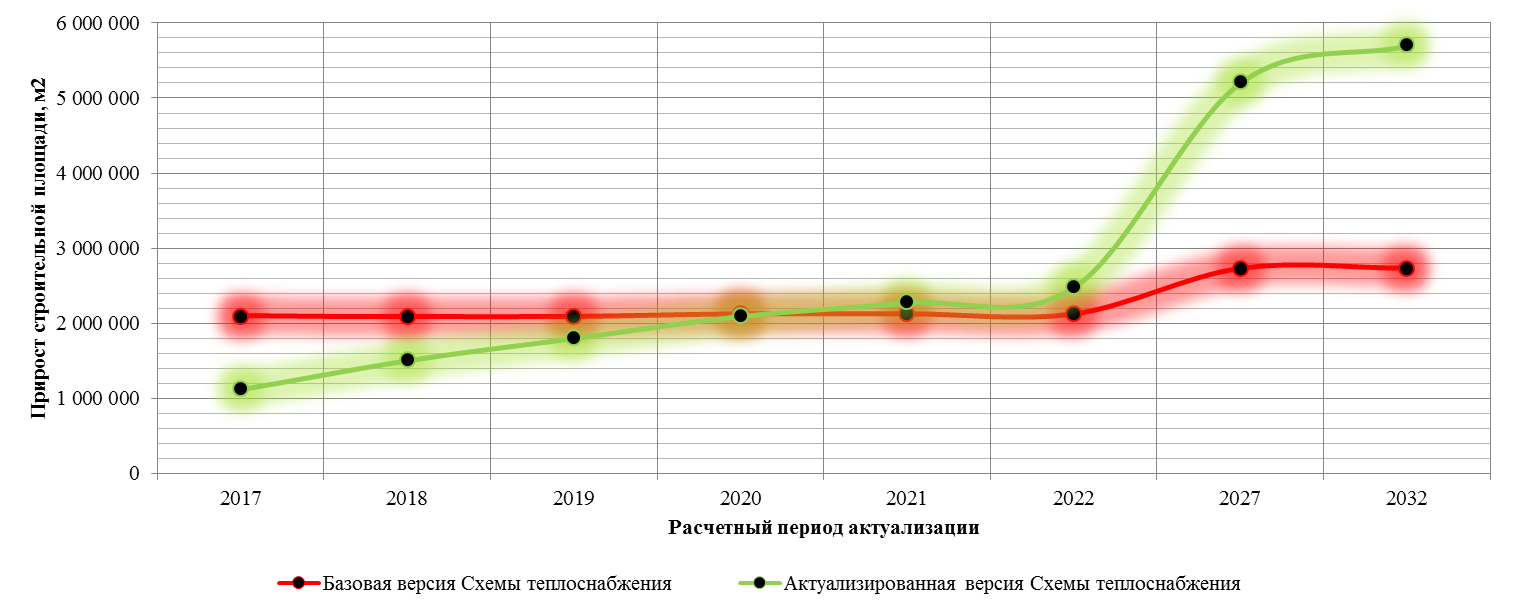 Прирост строительной площади, м2
6 000 000
5 000 000
4 000 000
3 000 000
2 000 000
1 000 000
0
2017 2018 2019 2020 2021 2022 2027 2032
Расчетный период актуализации
Базовая версия Схемы теплоснабжения Актуализированная версия Схемы теплоснабжения